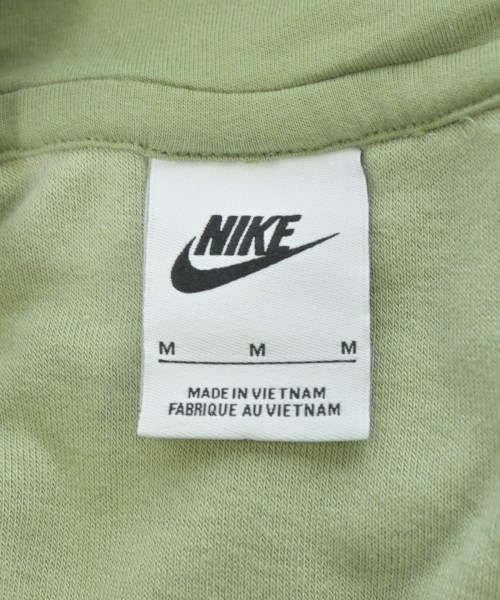 NIKE
M M M
MADE IN VIETNAM
FABRIQUE AU VIETNAM